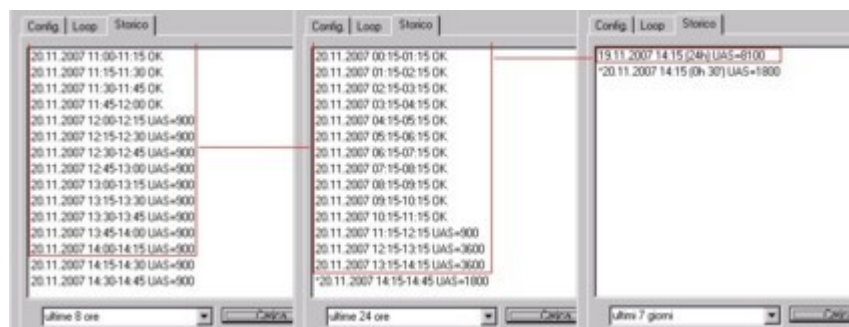 Config. Loop Storico
20.11.2007 11:00-11:15 OK
20.11.2007 11:15-11:30 OK
20.11.2007 11:30-11:45 OK
20.11.2007 11:45-12:00 OK
20.11.2007 12:00-12:15 UAS=900
20.11.2007 12:15-12:30 UAS=900
20.11.2007 12:30-12:45 UAS=900
20.11.2007 12:45-13:00 UAS=900
20.11.2007 13:00-13:15 UAS=900
20.11.2007 13:15-13:30 UAS=900
20.11.2007 13:30-13:45 UAS=900
20.11.2007 13:45-14:00 UAS=900
20.11.2007 14:00-14:15 UAS=900
20.11.2007 14:15-14:30 UAS=900
20.11.2007 14:30-14:45 UAS=900
ultime 8 ore
Carica
Config. Loop Storico
20.11.2007 00:15-01:15 OK
20.11.2007 01:15-02:15 OK
20.11.2007 02:15-03:15 OK
20.11.2007 03:15-04:15 OK
20.11.2007 04:15-05:15 OK
20.11.2007 05:15-06:15 OK
20.11.2007 06:15-07:15 OK
20.11.2007 07:15-08:15 OK
20.11.2007 08:15-09:15 OK
20.11.2007 09:15-10:15 OK
20.11.2007 10:15-11:15 OK
20.11.2007 11:15-12:15 UAS=900
20.11.2007 12:15-13:15 UAS=3600
20.11.2007 13:15-14:15 UAS=3600
*20.11.2007 14:15-14:45 UAS=1800
ultime 24 ore
Carica
Config. Loop Storico
19.11.2007 14:15 (24h) UAS=8100
*20.11.2007 14:15 (0h 30') UAS=1800
ultimi 7 giorni